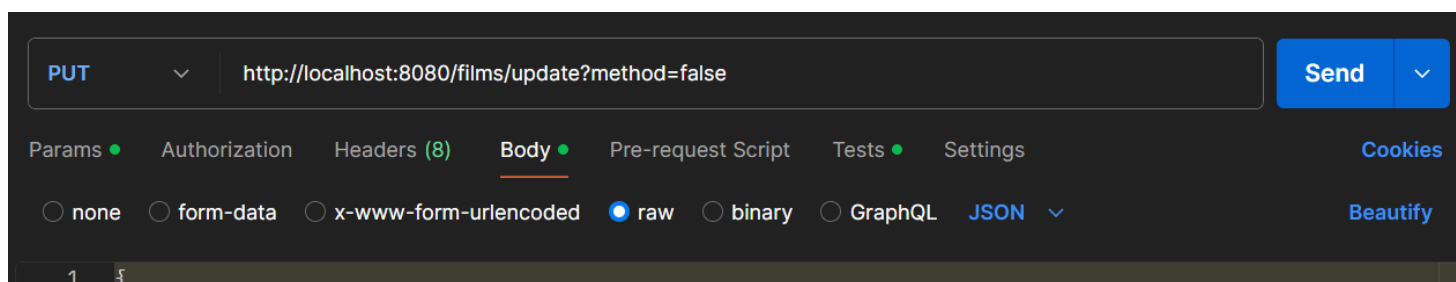 PUT http://localhost:8080/films/update?method=false Send
Params Authorization Headers (8) Body Pre-request Script Tests Settings Cookies
none form-data x-www-form-urlencoded raw binary GraphQL JSON Beautify
1 {